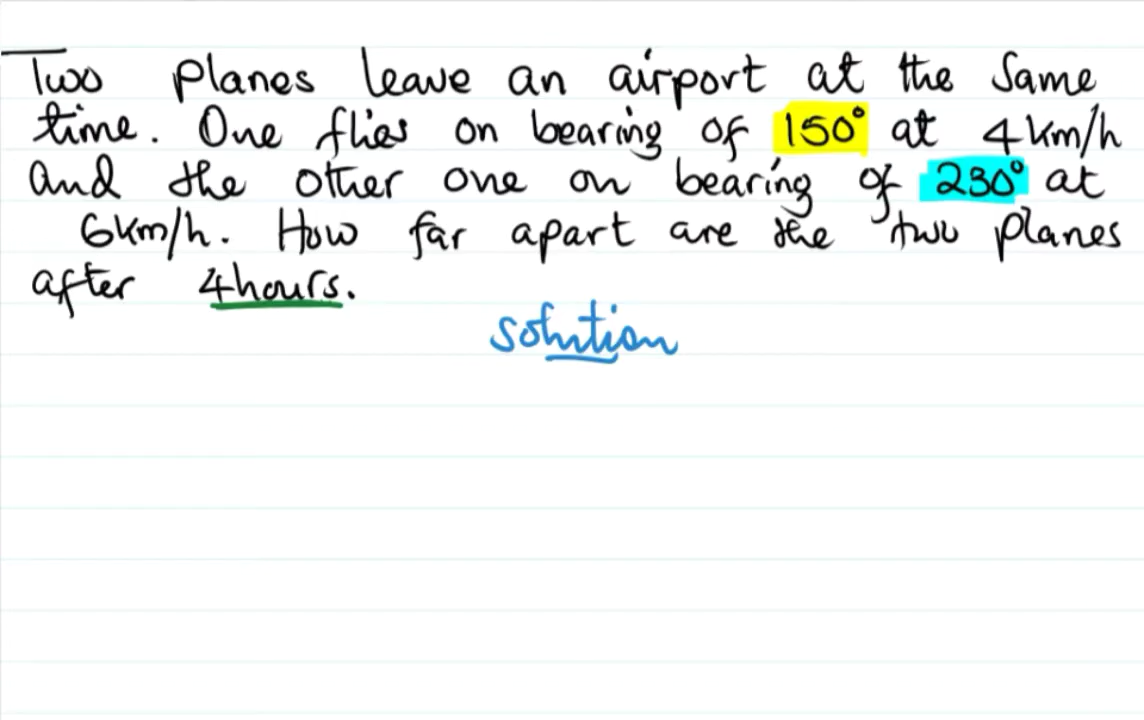 Two planes leave an airport at the same
time. One flies on bearing of 150° at 4km/h
and the other one on bearing of 230° at
6km/h. How far apart are the two planes
after 4hours.
solution